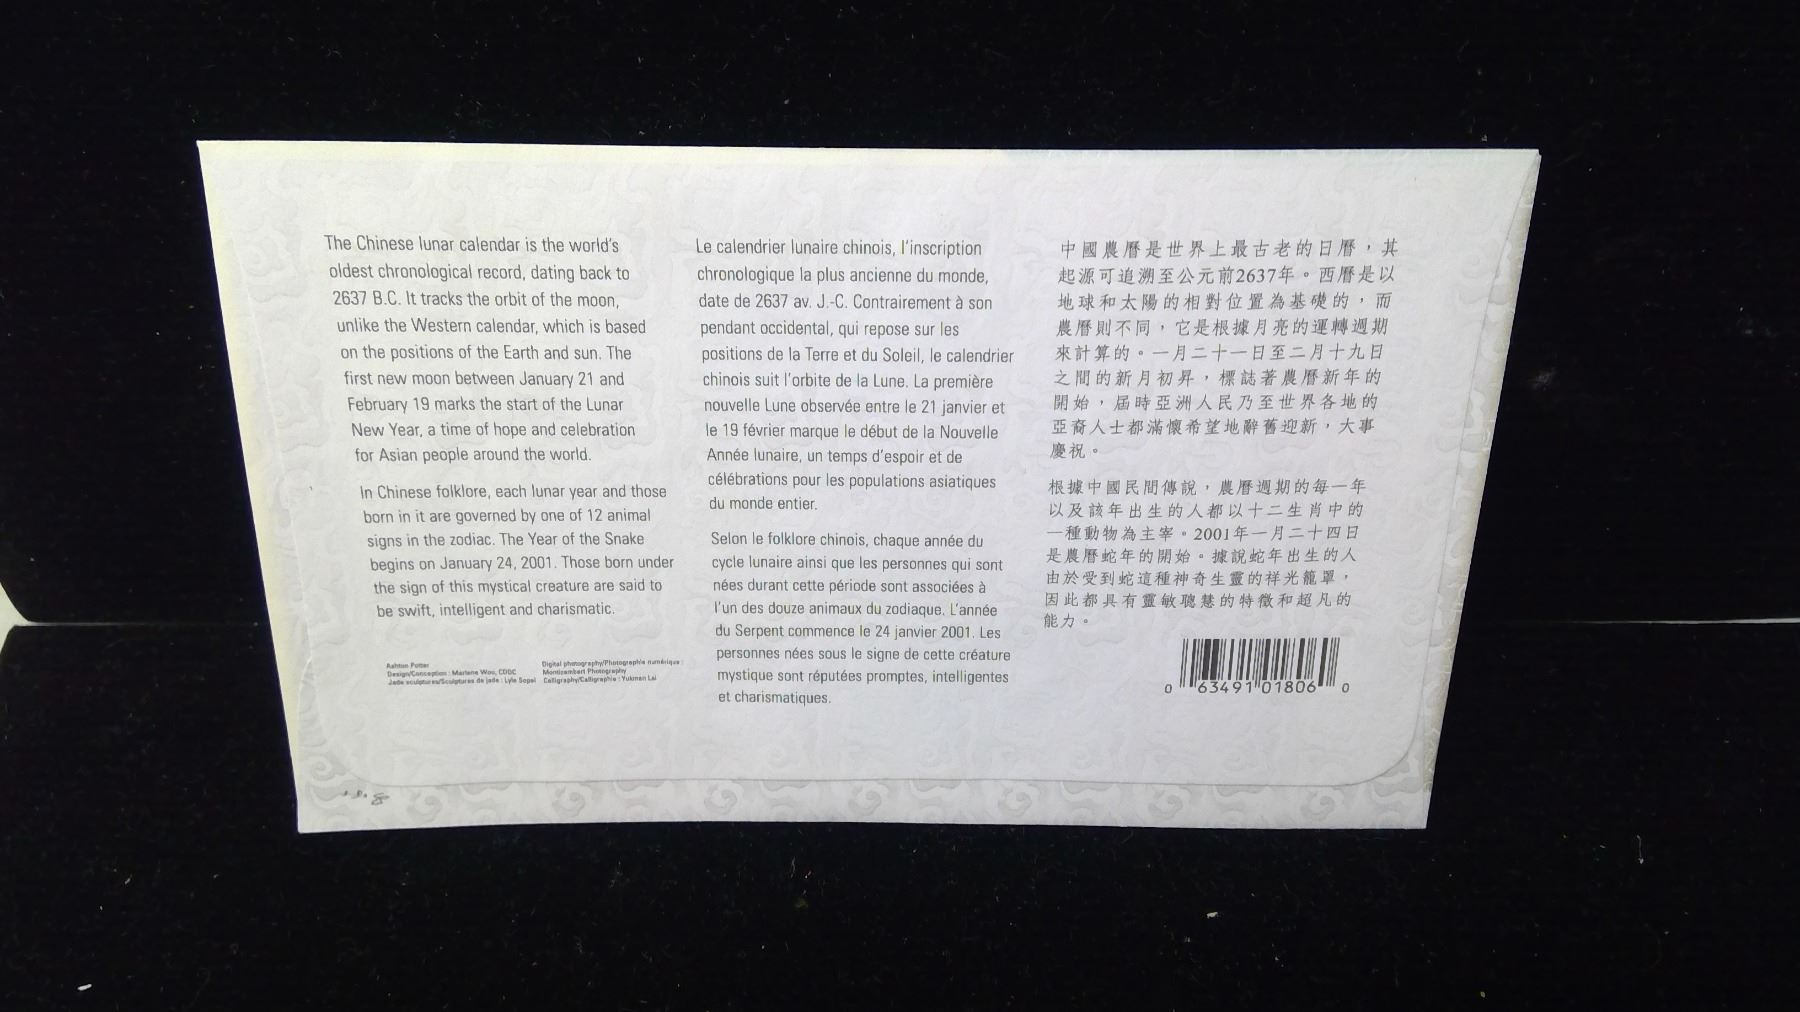 The Chinese lunar calendar is the world's
oldest chronological record, dating back to
2637 B.C. It tracks the orbit of the moon,
unlike the Western calendar, which is based
on the positions of the Earth and sun. The
first new moon between January 21 and
February 19 marks the start of the Lunar
New Year, a time of hope and celebration
for Asian people around the world.
In Chinese folklore, each lunar year and those
born in it are governed by one of 12 animal
signs in the zodiac. The Year of the Snake
begins on January 24, 2001. Those born under
the sign of this mystical creature are said to
be swift, intelligent and charismatic.
Ashton Potter
Design/Conception : Marlene Woo, CDDC
Jade sculptures/Sculptures de jade : Lyle Sopel
Digital photography/Photographie numérique :
Montizambert Photography
Calligraphy/Calligraphie : Yukman Lai
Le calendrier lunaire chinois, l'inscription
chronologique la plus ancienne du monde,
date de 2637 av. J.-C. Contrairement à son
pendant occidental, qui repose sur les
positions de la Terre et du Soleil, le calendrier
chinois suit l'orbite de la Lune. La première
nouvelle Lune observée entre le 21 janvier et
le 19 février marque le début de la Nouvelle
Année lunaire, un temps d'espoir et de
célébrations pour les populations asiatiques
du monde entier.
Selon le folklore chinois, chaque année du
cycle lunaire ainsi que les personnes qui sont
nées durant cette période sont associées à
l'un des douze animaux du zodiaque. L'année
du Serpent commence le 24 janvier 2001. Les
personnes nées sous le signe de cette créature
mystique sont réputées promptes, intelligentes
et charismatiques.
中國農曆是世界上最古老的日曆，其
起源可追溯至公元前2637年。西曆是以
地球和太陽的相對位置為基礎的，而
農曆則不同，它是根據月亮的運轉週期
來計算的。一月二十一日至二月十九日
之間的新月初昇，標誌著農曆新年的
開始，屆時亞洲人民乃至世界各地的
亞裔人士都滿懷希望地辭舊迎新，大事
慶祝。
根據中國民間傳說，農曆週期的每一年
以及該年出生的人都以十二生肖中的
一種動物為主宰。2001年一月二十四日
是農曆蛇年的開始。據說蛇年出生的人
由於受到蛇這種神奇生靈的祥光籠罩，
因此都具有靈敏聰慧的特徵和超凡的
能力。
0 63491 01806 0